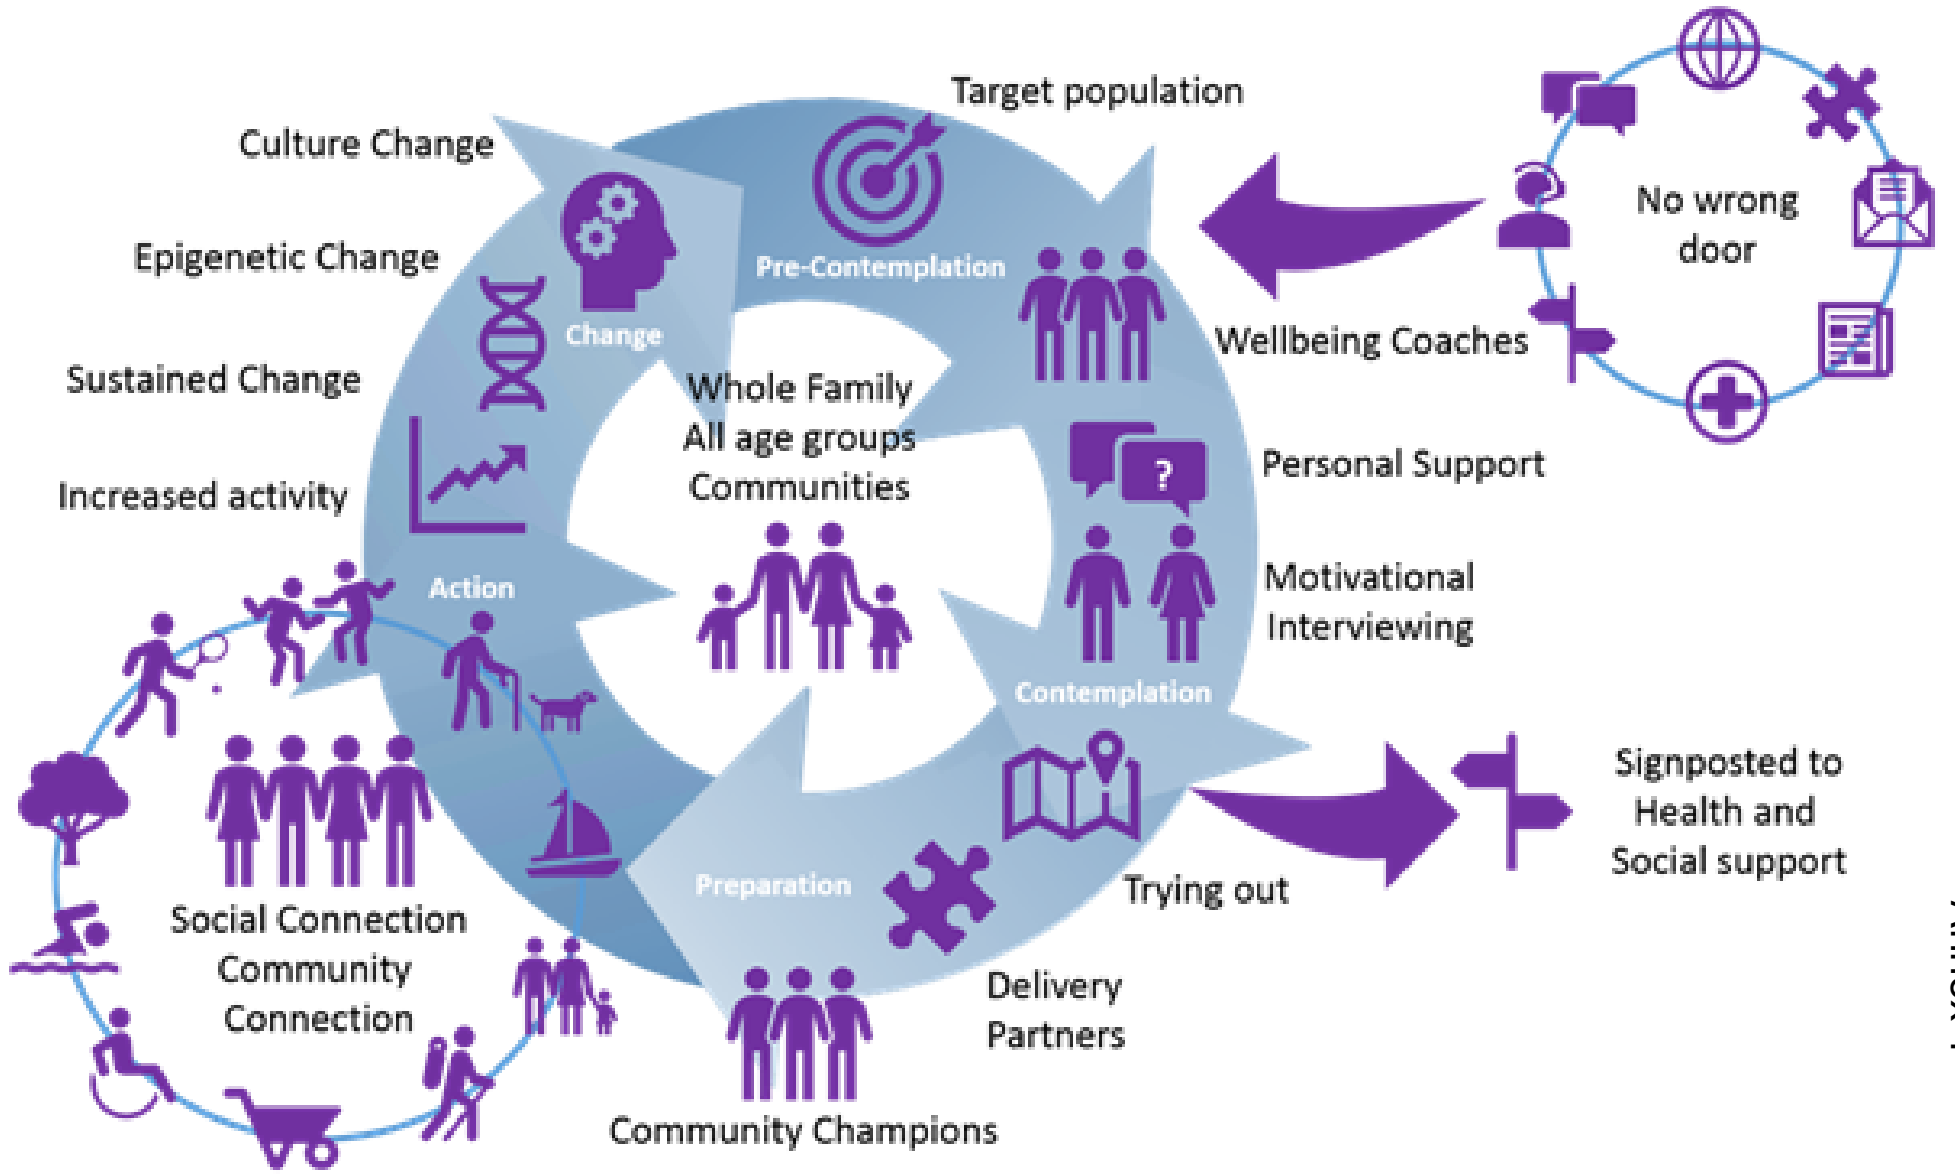 Target population
Culture Change
No wrong
door
Epigenetic Change
Pre-Contemplation
Change
Wellbeing Coaches
Sustained Change
Whole Family
All age groups
Communities
Personal Support
?
Increased activity
Motivational
Interviewing
Action
Contemplation
Signposted to
Health and
Social support
Preparation
Trying out
Social Connection
Community
Connection
Delivery
Partners
Community Champions